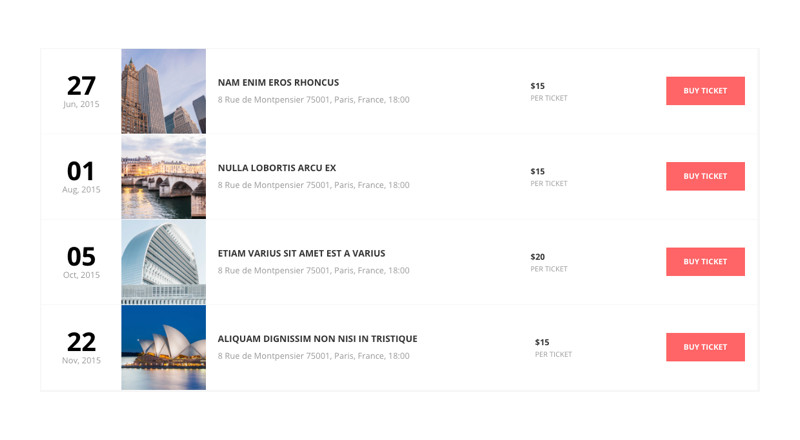 27
Jun, 2015
NAM ENIM EROS RHONCUS
8 Rue de Montpensier 75001, Paris, France, 18:00
$15
PER TICKET
BUY TICKET
01
Aug, 2015
NULLA LOBORTIS ARCU EX
8 Rue de Montpensier 75001, Paris, France, 18:00
$15
PER TICKET
BUY TICKET
05
Oct, 2015
ETIAM VARIUS SIT AMET EST A VARIUS
8 Rue de Montpensier 75001, Paris, France, 18:00
$20
PER TICKET
BUY TICKET
22
Nov, 2015
ALIQUAM DIGNISSIM NON NISI IN TRISTIQUE
8 Rue de Montpensier 75001, Paris, France, 18:00
$15
PER TICKET
BUY TICKET